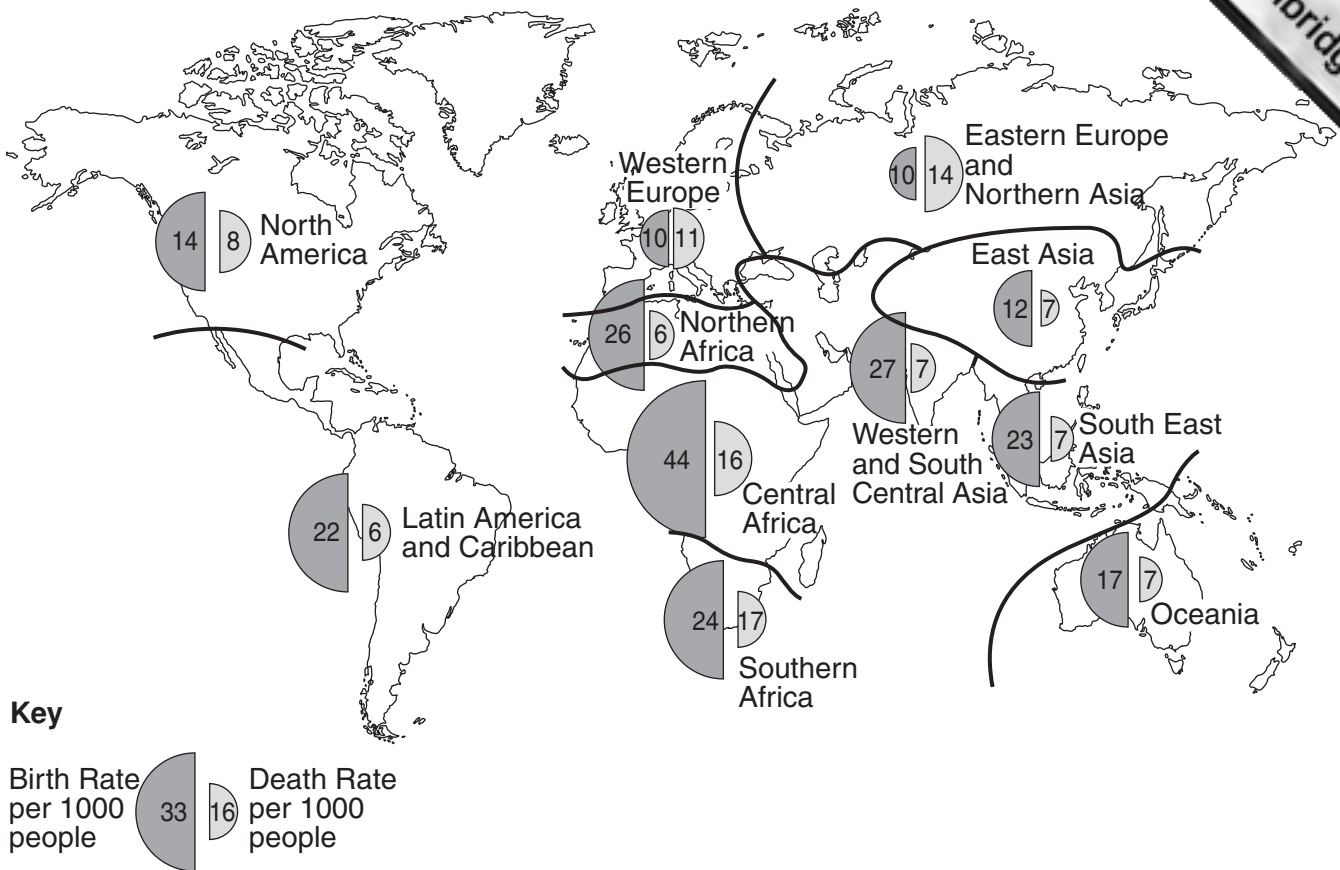 bridg
Western
Europe
10 11
10 14
Eastern Europe
and
Northern Asia
14 8
North
America
East Asia
12 7
26 6
Northern
Africa
27 7
Western
and South
Central Asia
23 7
South East
Asia
44 16
Central
Africa
22 6
Latin America
and Caribbean
17 7
Oceania
24 17
Southern
Africa
Key
Birth Rate
per 1000
people
33 16
Death Rate
per 1000
people